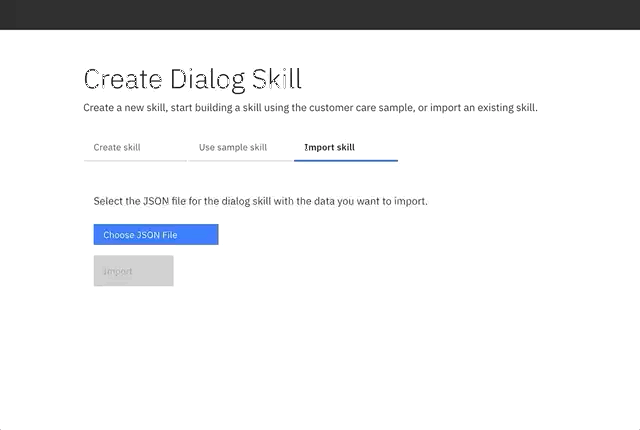 Create Dialog Skill
Create a new skill, start building a skill using the customer care sample, or import an existing skill.
Create skill
Use sample skill
Import skill
Select the JSON file for the dialog skill with the data you want to import.
Choose JSON File
Import